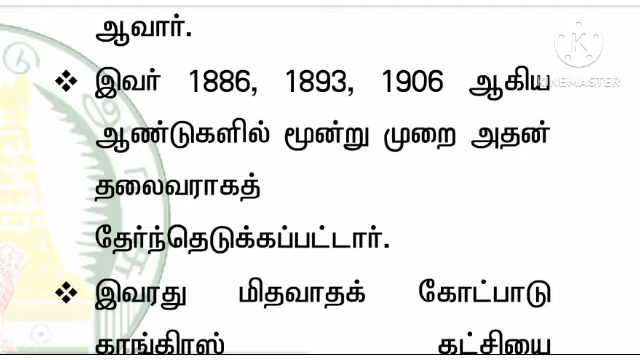 ஆவார்.
❖ இவர் 1886, 1893, 1906 ஆகிய
ஆண்டுகளில் மூன்று முறை அதன்
தலைவராகத்
தேர்ந்தெடுக்கப்பட்டார்.
❖ இவரது மிதவாதக் கோட்பாடு
காங்கிரஸ் கட்சியை
KINEMASTER